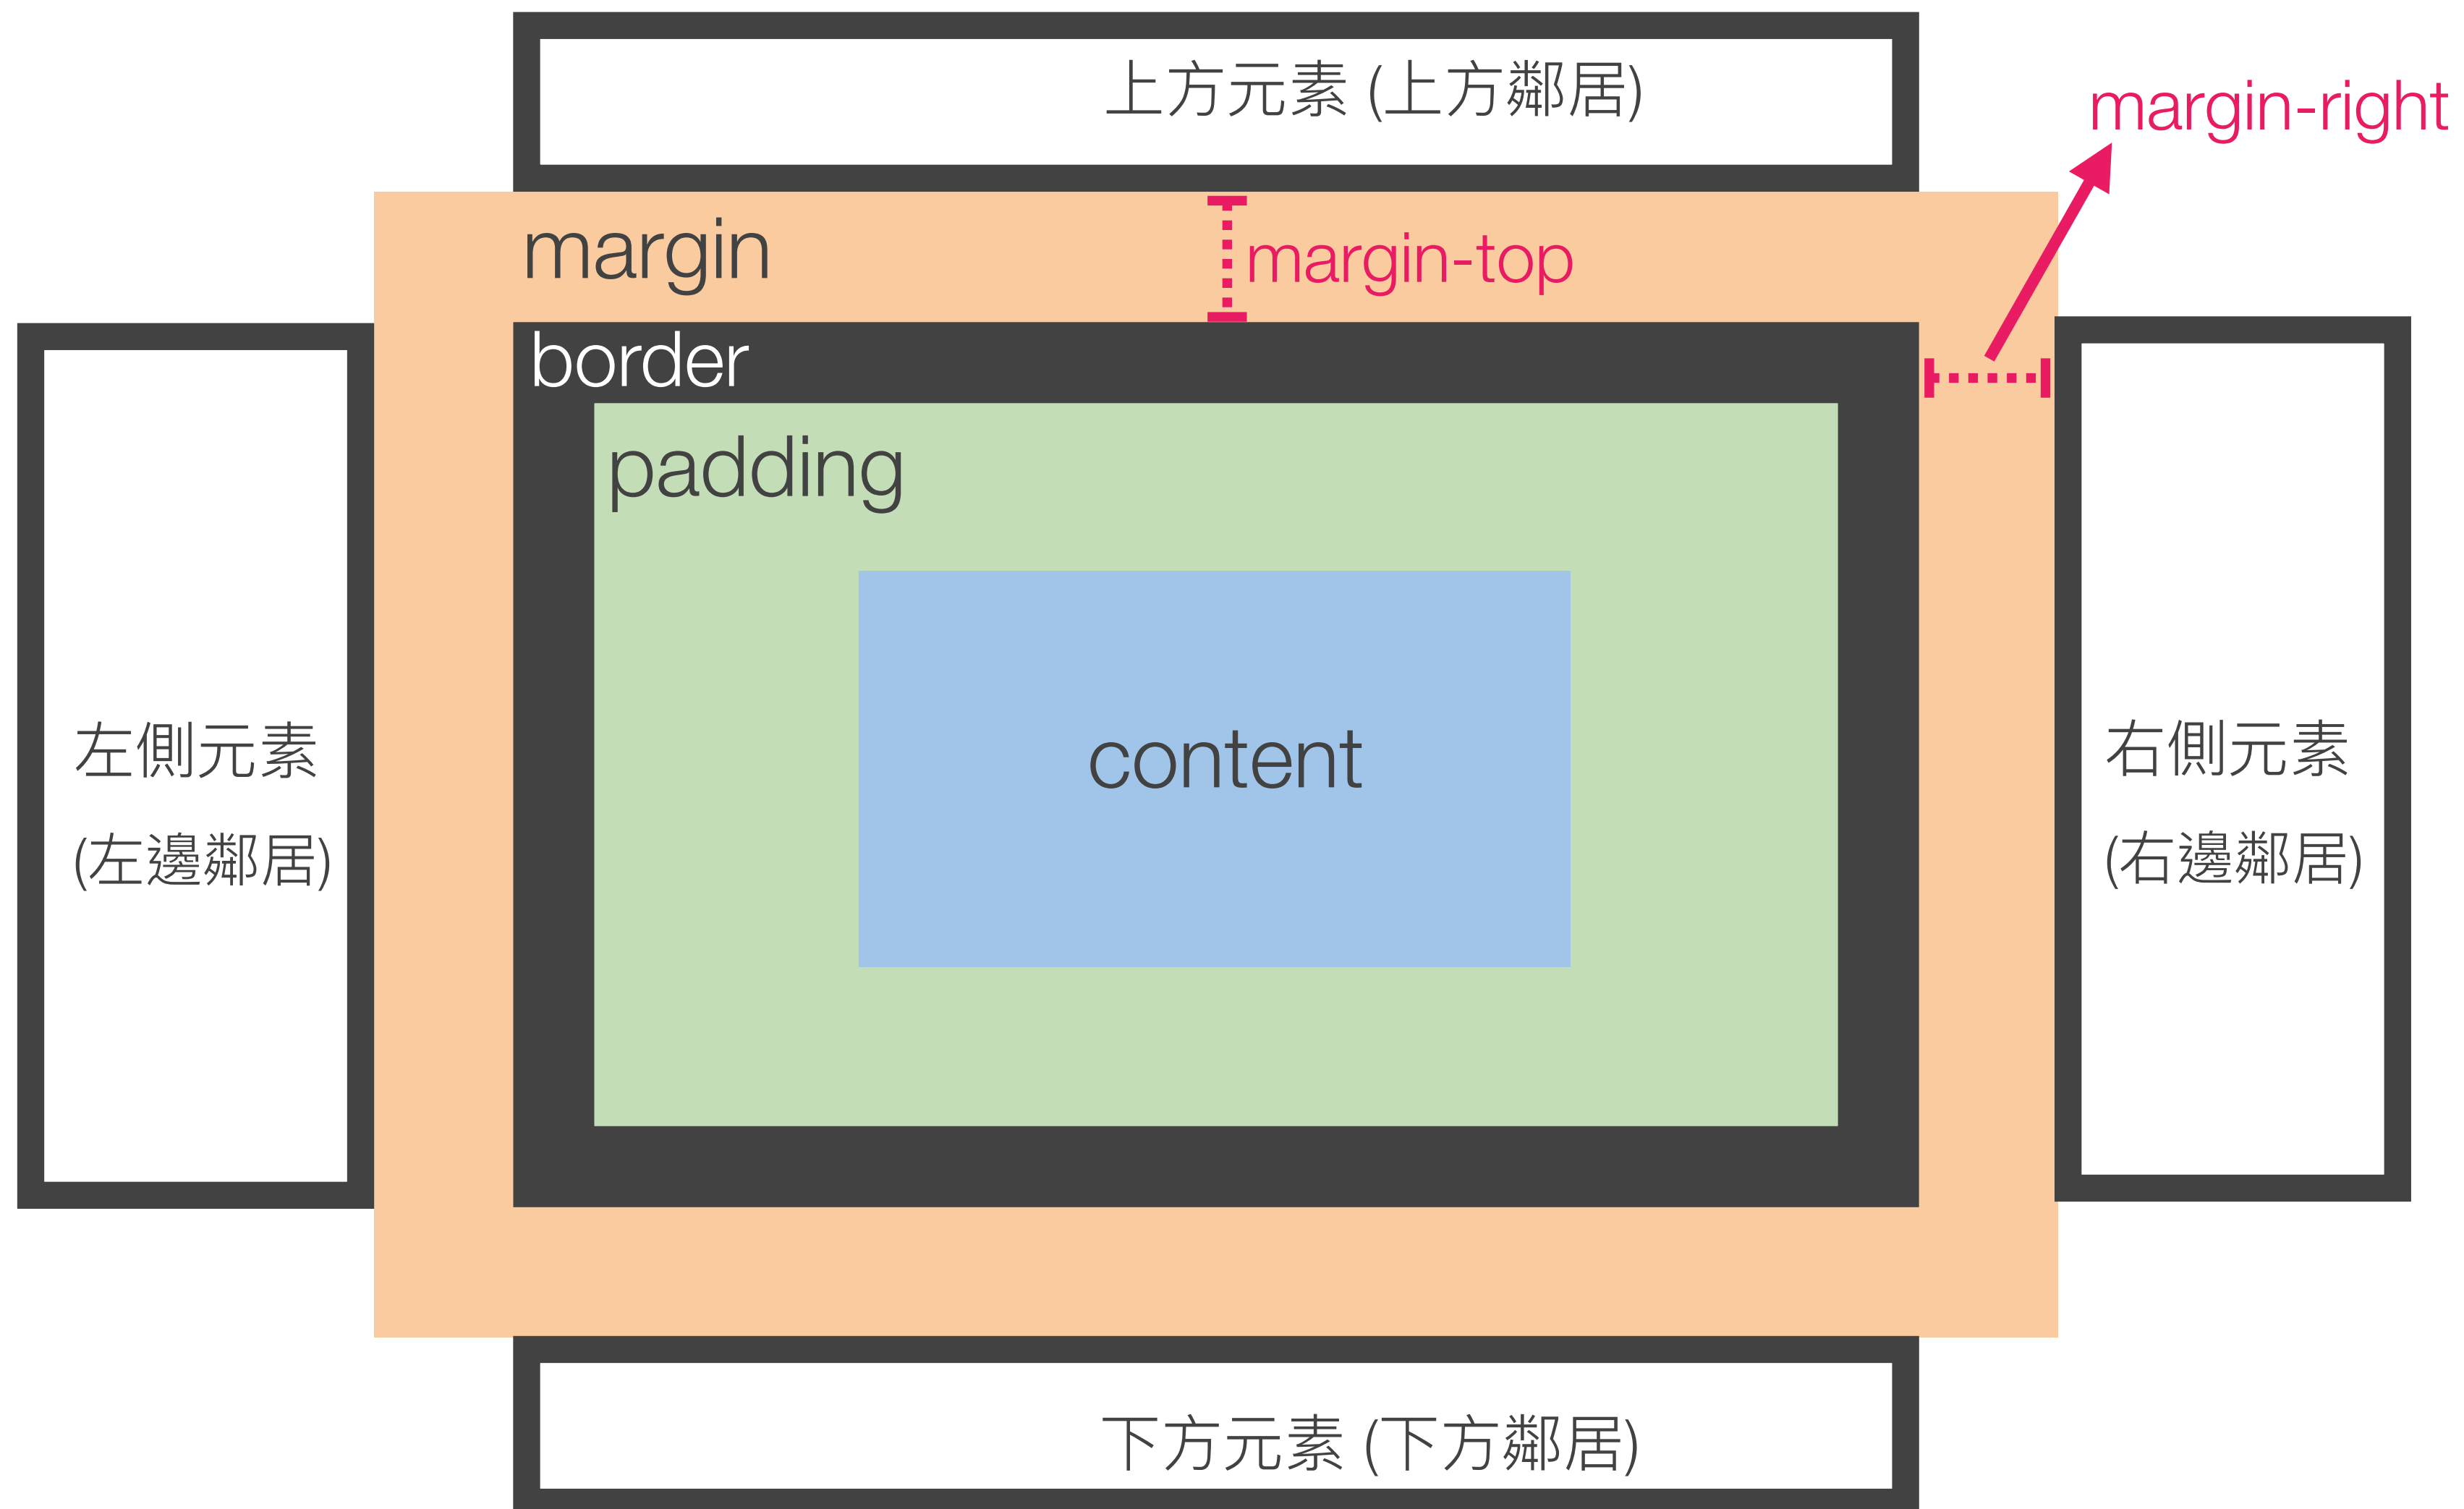 上方元素 (上方鄰居)
margin-right
margin
margin-top
border
padding
content
左側元素
(左邊鄰居)
右側元素
(右邊鄰居)
下方元素 (下方鄰居)